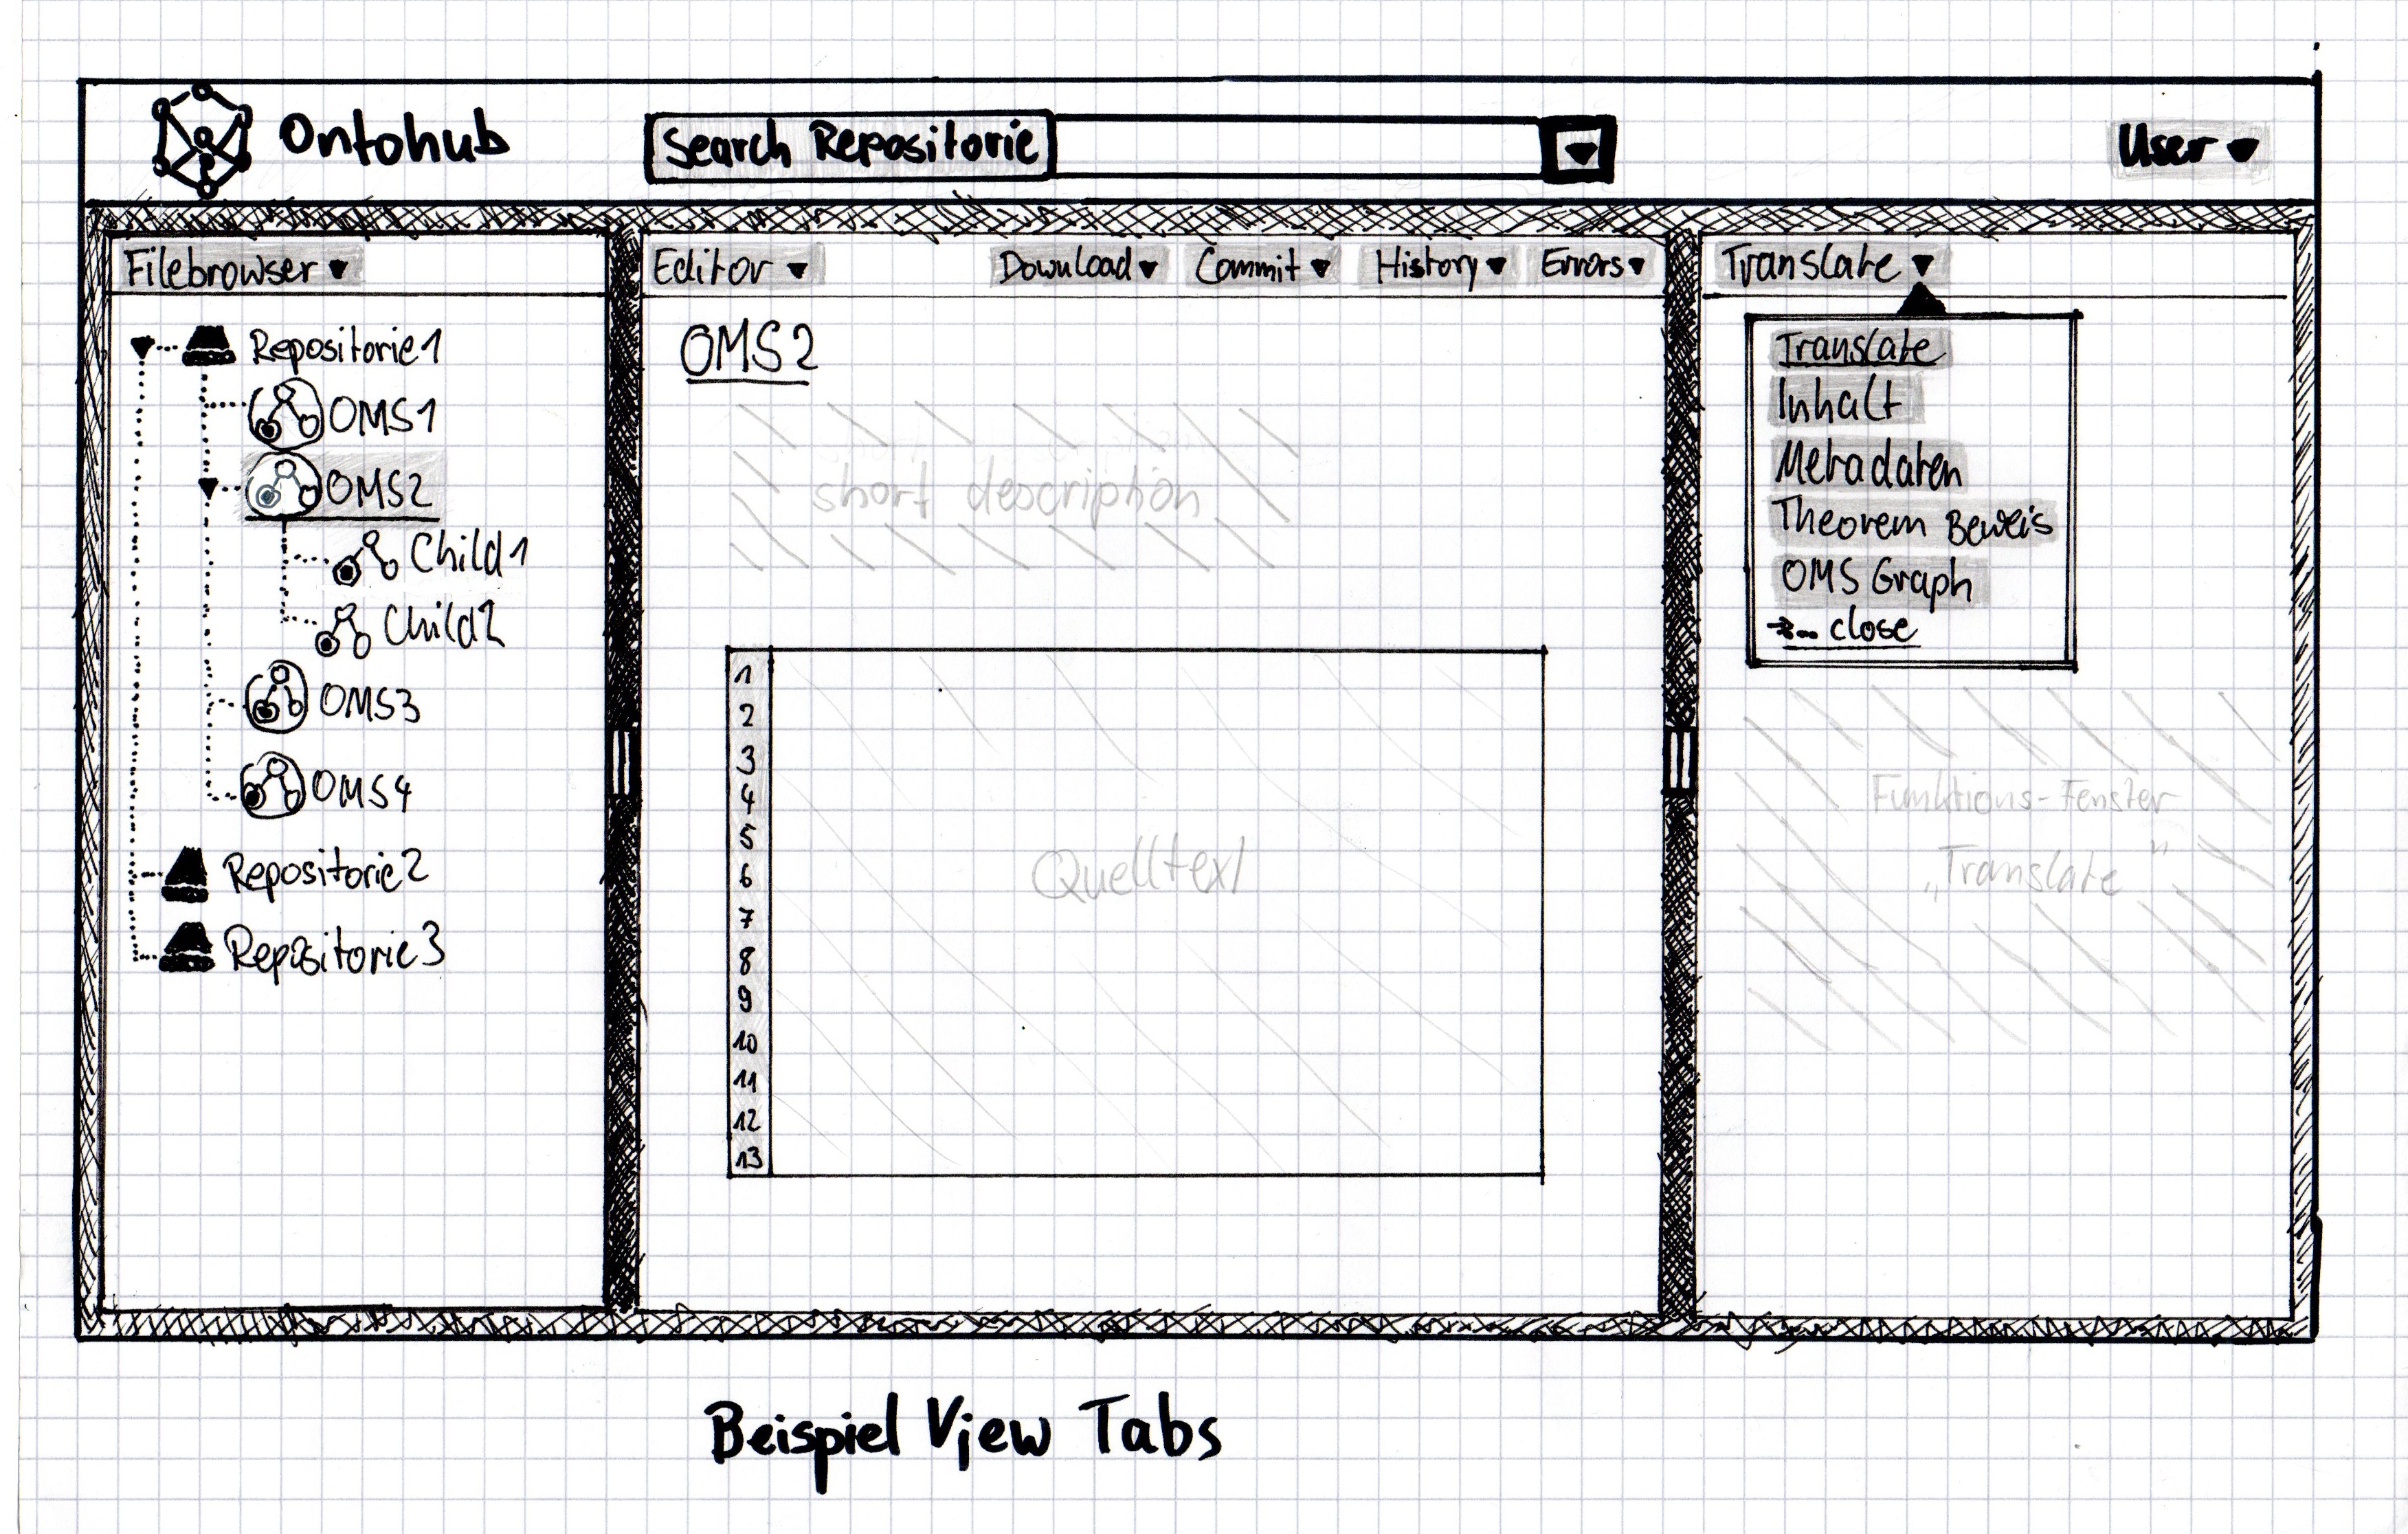 Ontohub
Search Repositorie
User
Filebrowser
Repositorie1
OMS1
OMS2
Child1
Child2
OMS3
OMS4
Repositorie2
Repositorie3
Editor Download Commit History Errors
OMS2
short description
1
2
3
4
5
6
7
8
9
10
11
12
13
Quelltext
Translate
Translate
Inhalt
Metadaten
Theorem Beweis
OMS Graph
close
Funktions-Fenster
„Translate"
Beispiel View Tabs